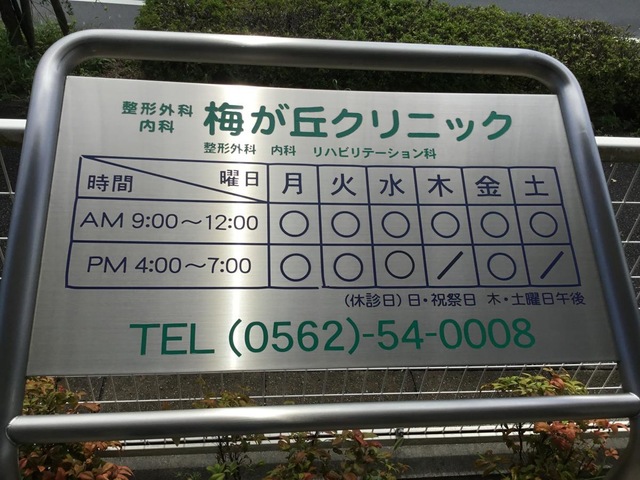 整形外科
内科 梅が丘クリニック
整形外科 内科 リハビリテーション科
時間 曜日 月 火 水 木 金 土
AM 9:00〜12:00 ○ ○ ○ ○ ○ ○
PM 4:00〜7:00 ○ ○ ○ / ○ /
(休診日) 日・祝祭日 木・土曜日午後
TEL (0562)-54-0008